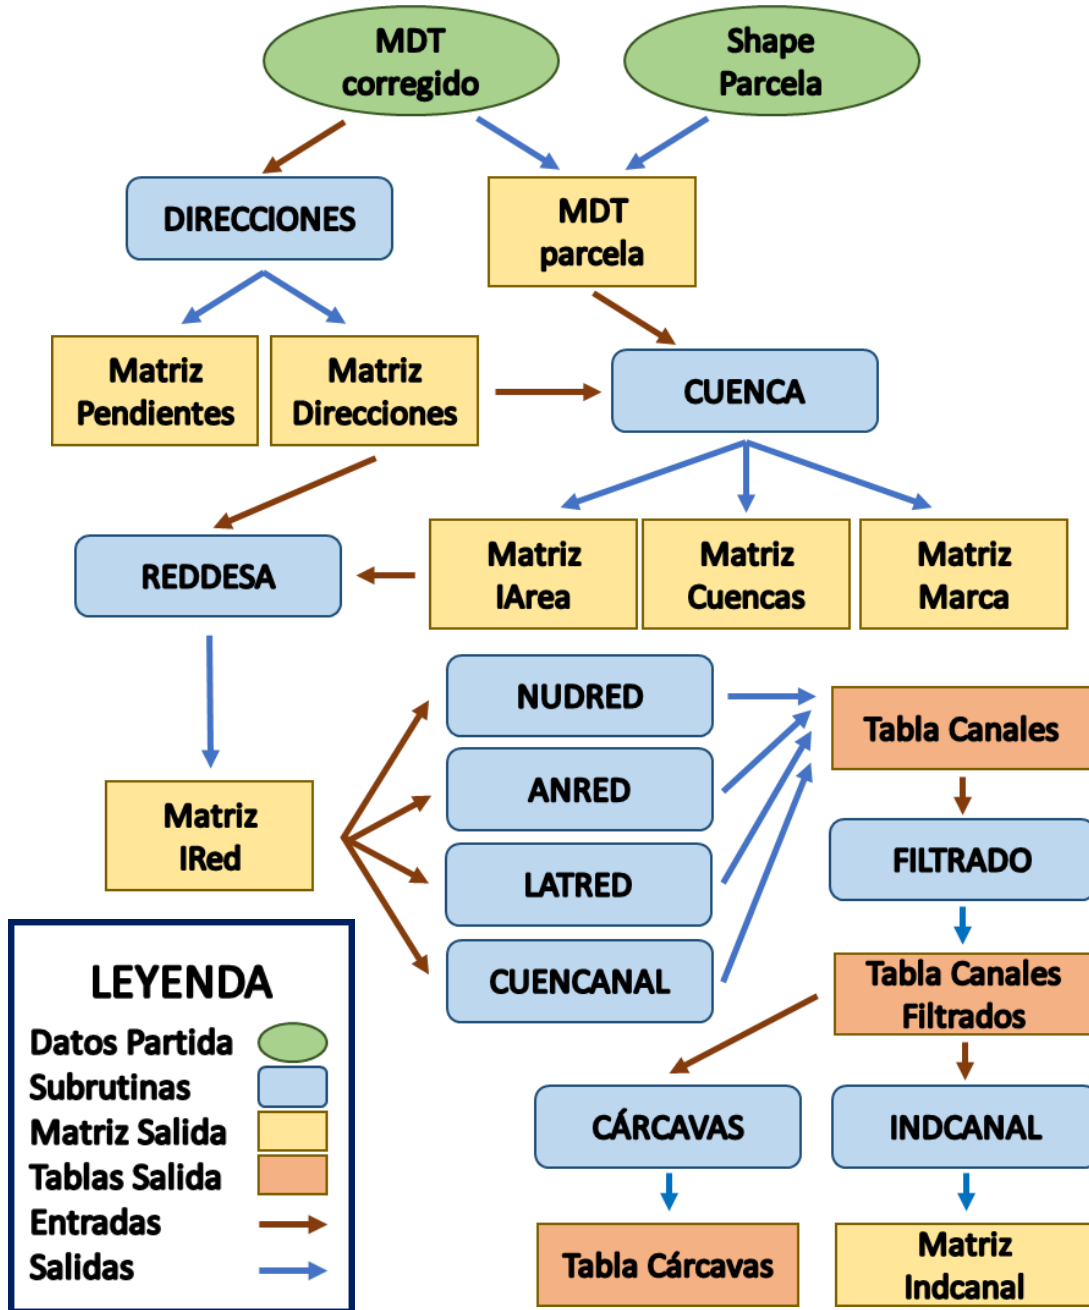 MDT
corregido
Shape
Parcela
DIRECCIONES
MDT
parcela
Matriz
Pendientes
Matriz
Direcciones
CUENCA
REDDESA
Matriz
IArea
Matriz
Cuencas
Matriz
Marca
NUDRED
Tabla Canales
ANRED
Matriz
IRed
LATRED
FILTRADO
CUENCANAL
Tabla Canales
Filtrados
LEYENDA
Datos Partida
Subrutinas
Matriz Salida
Tablas Salida
Entradas
Salidas
CÁRCAVAS
INDCANAL
Tabla Cárcavas
Matriz
Indcanal